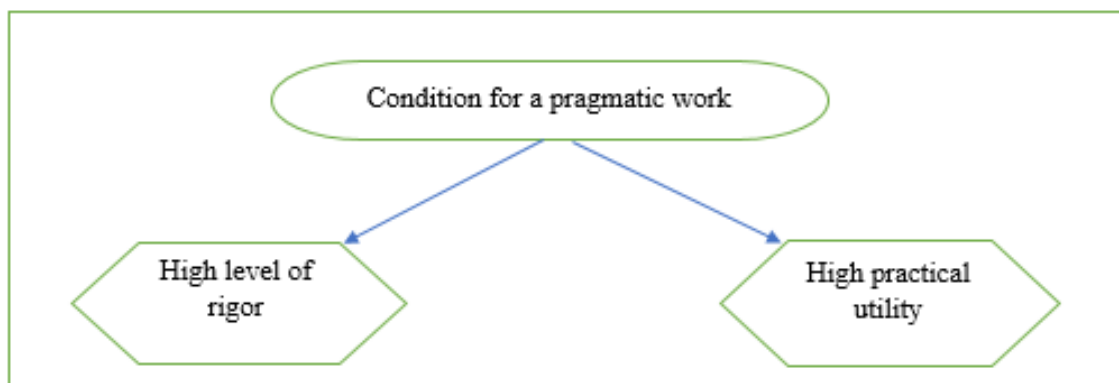 Condition for a pragmatic work
High level of
rigor
High practical
utility